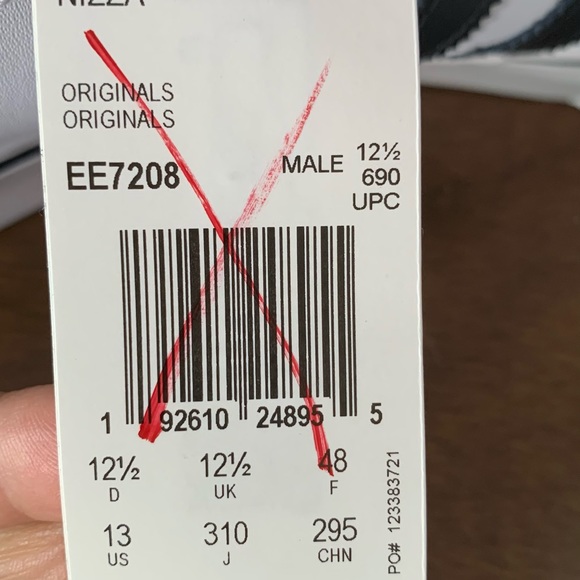 NIZZA
ORIGINALS
ORIGINALS
EE7208
MALE 12½
690
UPC
1 92610 24895 5
12½ 12½ 48
D UK F
13 310 295
US J CHN
PO# 123383721